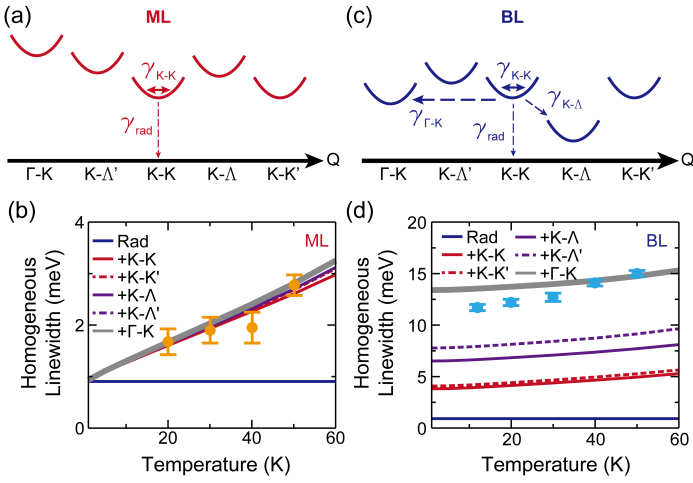 (a) ML
γK-K
γrad
Γ-K K-Λ' K-K K-Λ K-K' Q
(b)
Homogeneous Linewidth (meV)
4
2
0
Rad
+K-K
+K-K'
+K-Λ
+K-Λ'
+Γ-K
ML
20 40 60
Temperature (K)
(c) BL
γK-K
γK-Λ
γΓ-K
γrad
Γ-K K-Λ' K-K K-Λ K-K' Q
(d)
Homogeneous Linewidth (meV)
20
15
10
5
0
Rad
+K-K
+K-K'
+K-Λ
+K-Λ'
+Γ-K
BL
0 20 40 60
Temperature (K)